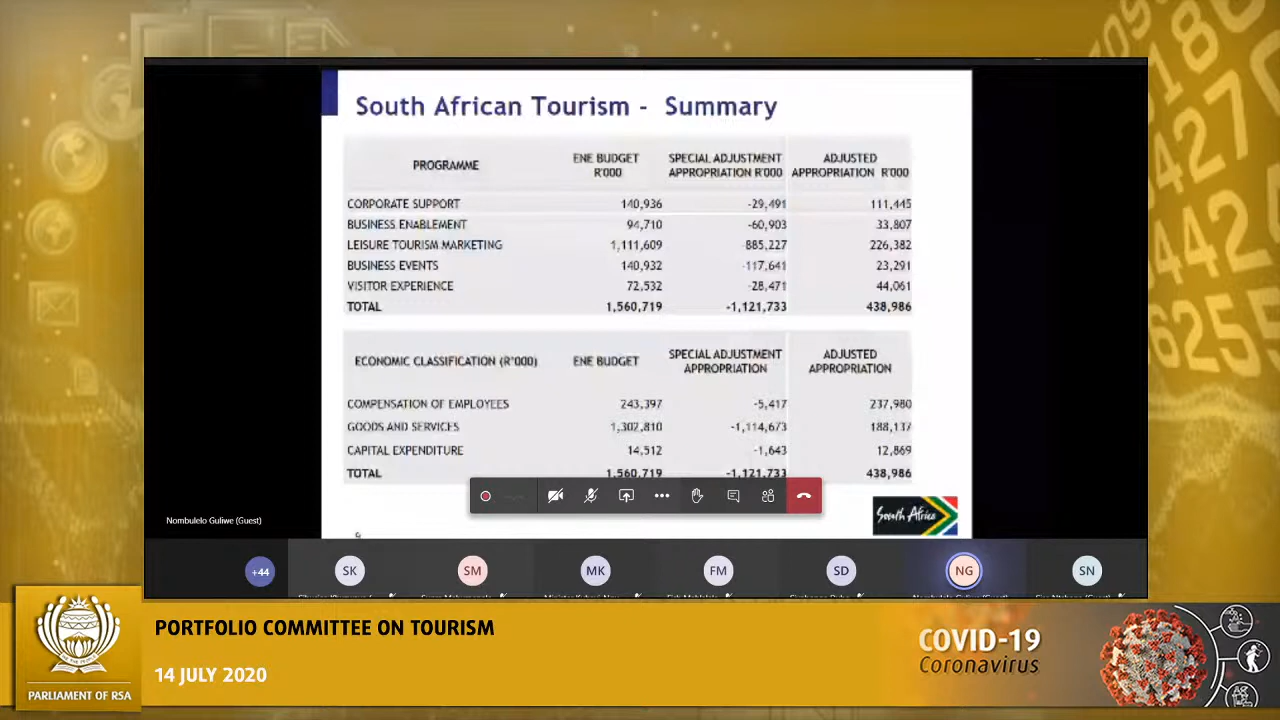 South African Tourism - Summary
PROGRAMME ENE BUDGET R'000 SPECIAL ADJUSTMENT APPROPRIATION R'000 ADJUSTED APPROPRIATION R'000
CORPORATE SUPPORT 140,936 -29,491 111,445
BUSINESS ENABLEMENT 94,710 -60,903 33,807
LEISURE TOURISM MARKETING 1,111,609 -885,227 226,382
BUSINESS EVENTS 140,932 -117,641 23,291
VISITOR EXPERIENCE 72,532 -28,471 44,061
TOTAL 1,560,719 -1,121,733 438,986
ECONOMIC CLASSIFICATION (R'000) ENE BUDGET SPECIAL ADJUSTMENT APPROPRIATION ADJUSTED APPROPRIATION
COMPENSATION OF EMPLOYEES 243,397 -5,417 237,980
GOODS AND SERVICES 1,302,810 -1,114,673 188,137
CAPITAL EXPENDITURE 14,512 -1,643 12,869
TOTAL 1,560,719 -1,121,733 438,986
South Africa
Nombulelo Guliwe (Guest)
+44 SK SM MK FM SD NG SN
PORTFOLIO COMMITTEE ON TOURISM
14 JULY 2020
PARLIAMENT OF RSA
COVID-19
Coronavirus